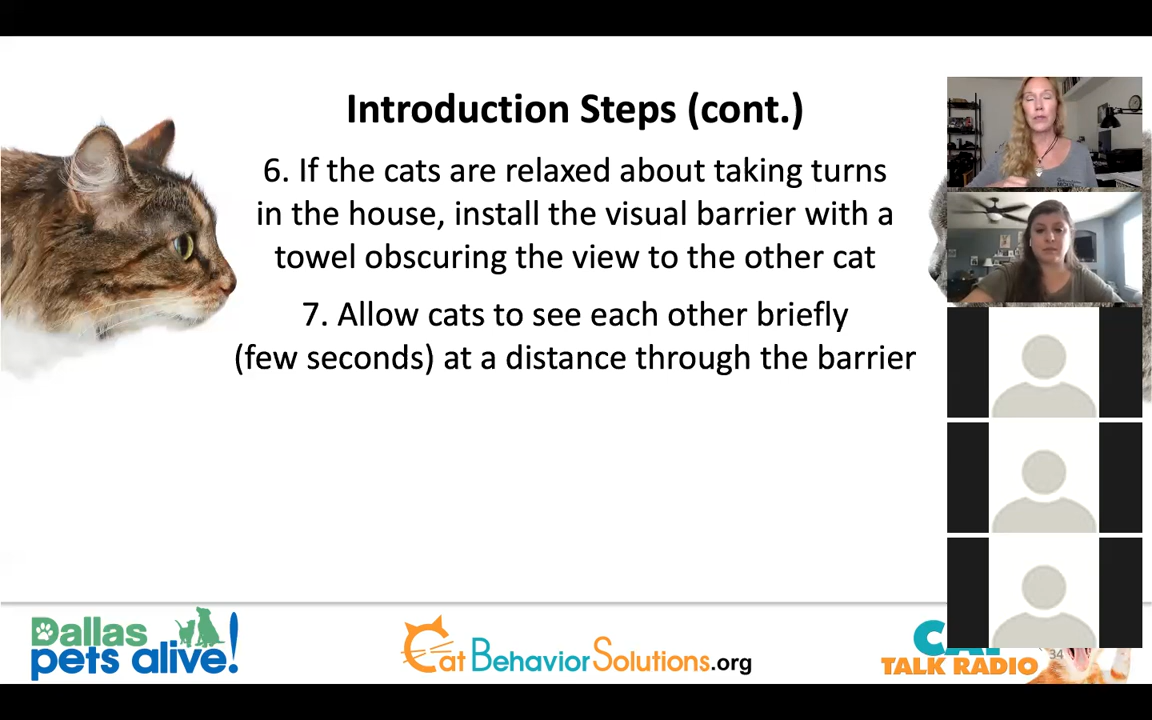 Introduction Steps (cont.)
6. If the cats are relaxed about taking turns
in the house, install the visual barrier with a
towel obscuring the view to the other cat
7. Allow cats to see each other briefly
(few seconds) at a distance through the barrier
Dallas
pets alive!
Cat BehaviorSolutions.org
CAT
TALK RADIO
34